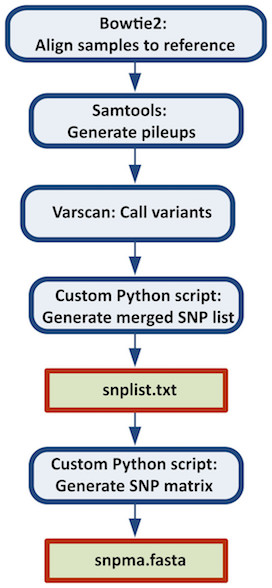 Bowtie2:
Align samples to reference
Samtools:
Generate pileups
Varscan: Call variants
Custom Python script:
Generate merged SNP list
snplist.txt
Custom Python script:
Generate SNP matrix
snpma.fasta